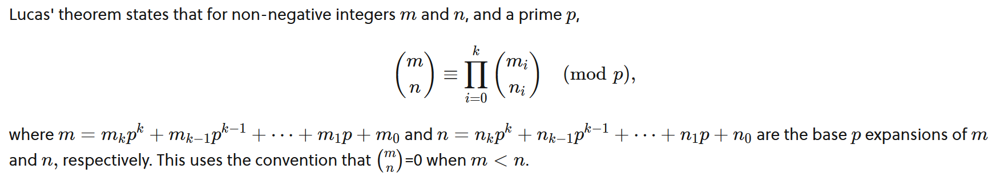 Lucas' theorem states that for non-negative integers $m$ and $n$, and a prime $p$,
$$\binom{m}{n} \equiv \prod_{i=0}^{k} \binom{m_i}{n_i} \pmod{p},$$
where $m = m_k p^k + m_{k-1} p^{k-1} + \cdots + m_1 p + m_0$ and $n = n_k p^k + n_{k-1} p^{k-1} + \cdots + n_1 p + n_0$ are the base $p$ expansions of $m$
and $n$, respectively. This uses the convention that $\binom{m}{n}$=0 when $m < n$.